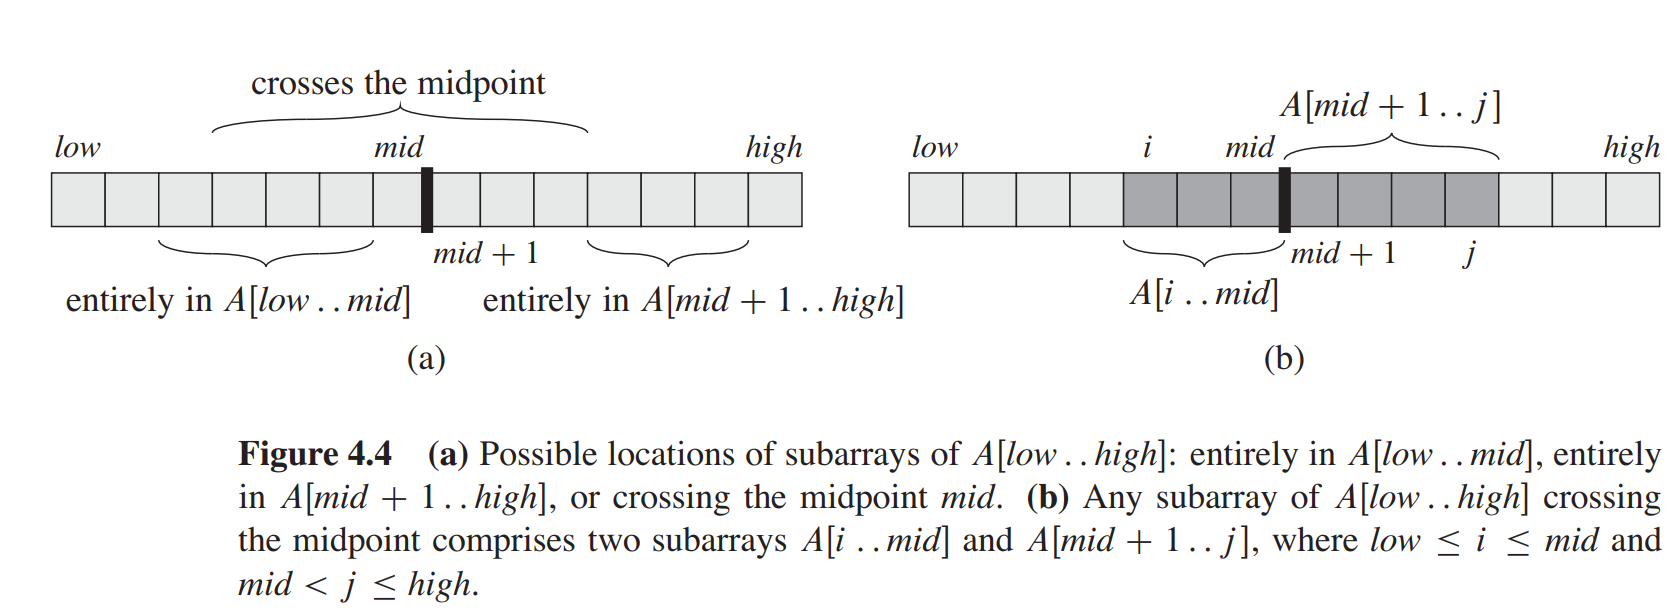 crosses the midpoint
low
mid
high
mid + 1
entirely in A[low . . mid]
entirely in A[mid + 1 . . high]
(a)
A[mid + 1 . . j]
low
i
mid
high
mid + 1
j
A[i . . mid]
(b)
Figure 4.4 (a) Possible locations of subarrays of A[low . . high]: entirely in A[low . . mid], entirely
in A[mid + 1 . . high], or crossing the midpoint mid. (b) Any subarray of A[low . . high] crossing
the midpoint comprises two subarrays A[i . . mid] and A[mid + 1 . . j], where low ≤ i ≤ mid and
mid < j ≤ high.